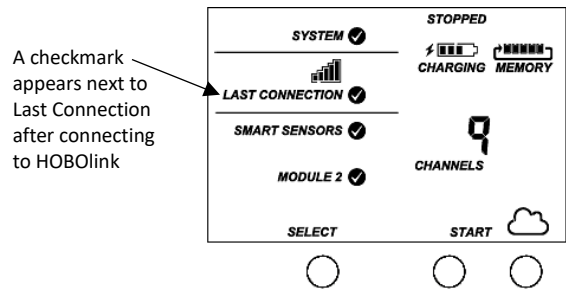 A checkmark
appears next to
Last Connection
after connecting
to HOBOlink
SYSTEM
LAST CONNECTION
SMART SENSORS
MODULE 2
SELECT
STOPPED
CHARGING MEMORY
9
CHANNELS
START